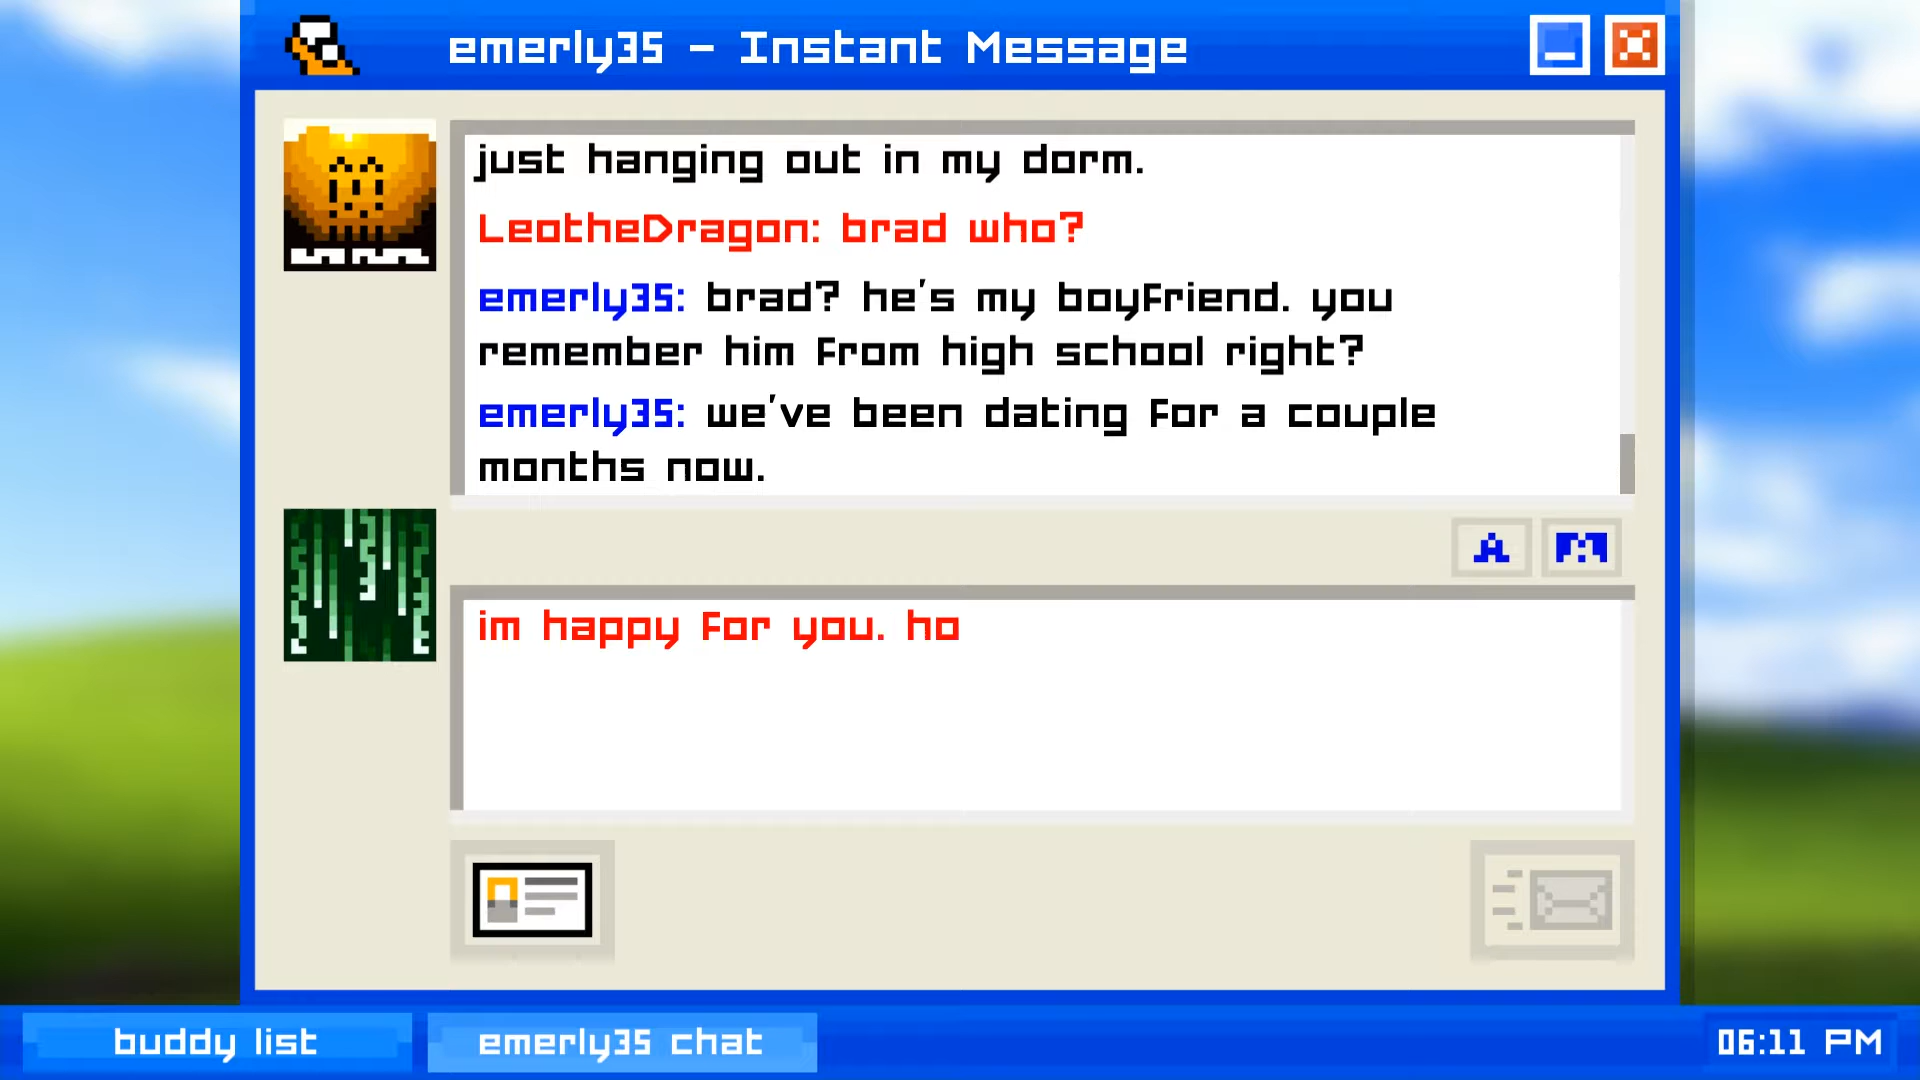 emerly35 - Instant Message
just hanging out in my dorm.
LeotheDragon: brad who?
emerly35: brad? he's my boyfriend. you
remember him from high school right?
emerly35: we've been dating for a couple
months now.
A
im happy for you. ho
buddy list
emerly35 chat
06:11 PM